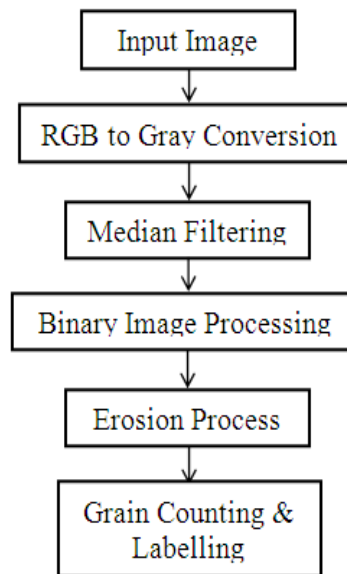 Input Image
RGB to Gray Conversion
Median Filtering
Binary Image Processing
Erosion Process
Grain Counting &
Labelling